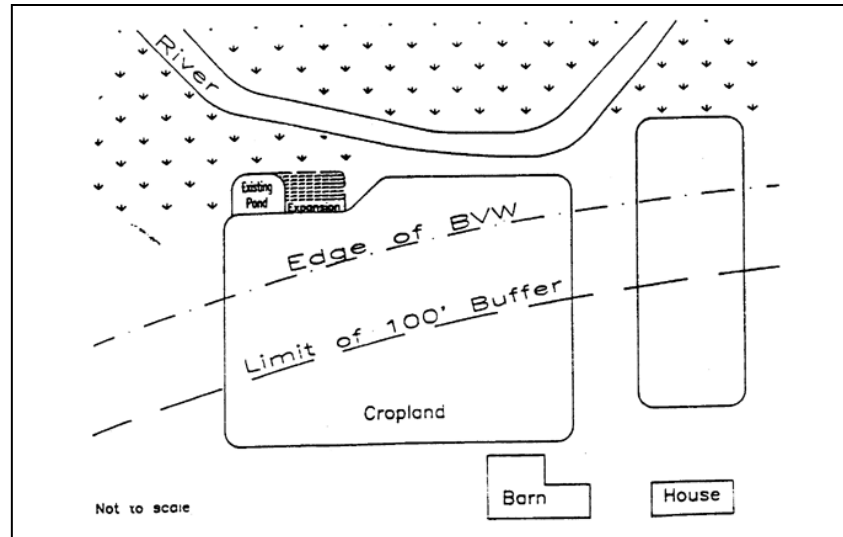 River
Existing
Pond
Expansion
Edge of BVW
Limit of 100' Buffer
Cropland
Barn
House
Not to scale